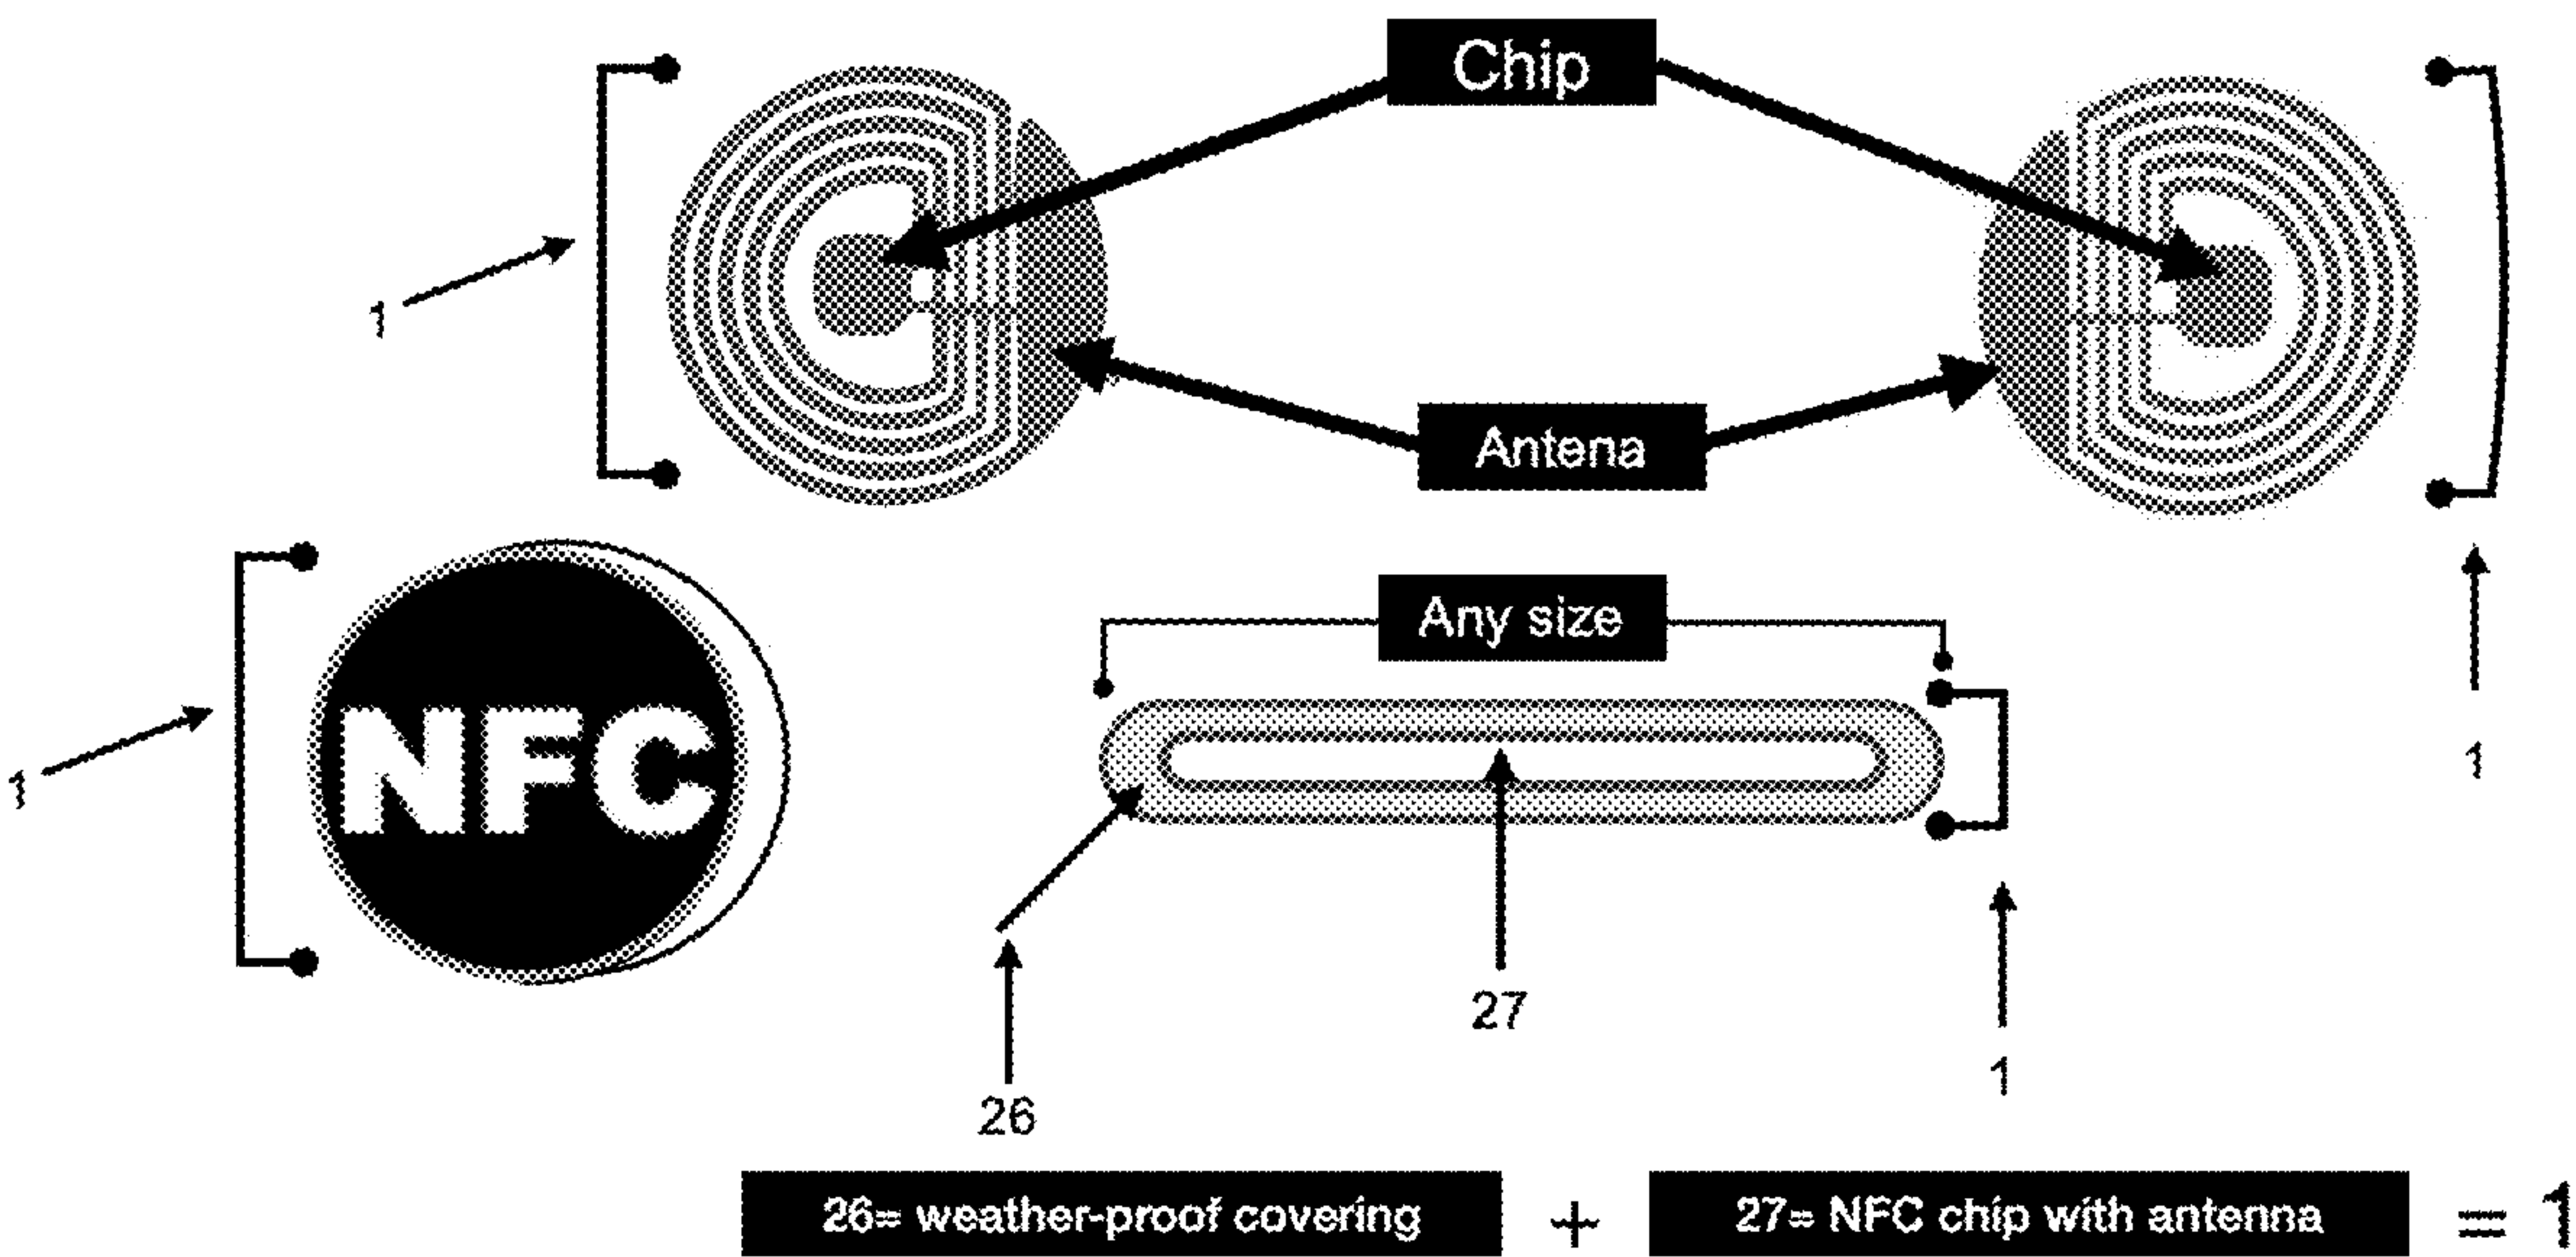 Chip
1
Antena
Any size
NFC
1
1
27
1
26
26= weather-proof covering + 27= NFC chip with antenna = 1